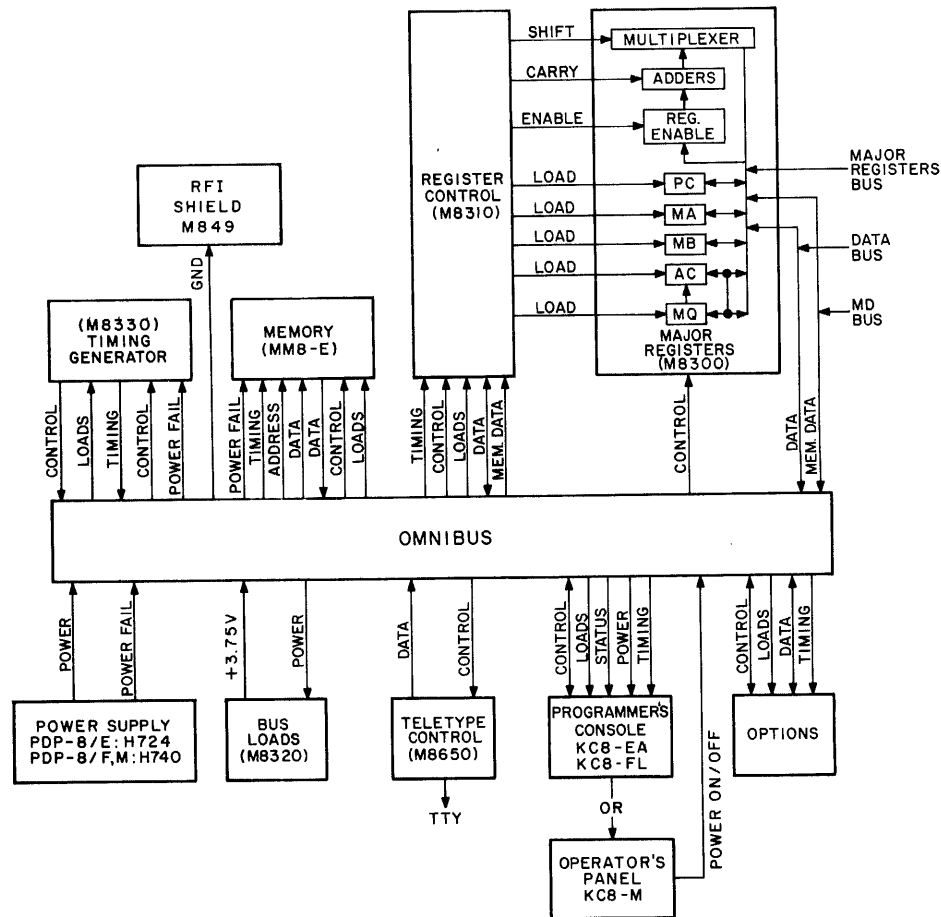 SHIFT
MULTIPLEXER
CARRY
ADDERS
ENABLE
REG.
ENABLE
REGISTER
CONTROL
(M8310)
LOAD
PC
LOAD
MA
LOAD
MB
LOAD
AC
LOAD
MQ
MAJOR
REGISTERS
(M8300)
MAJOR
REGISTERS
BUS
DATA
BUS
MD
BUS
RFI
SHIELD
M849
GND
(M8330)
TIMING
GENERATOR
MEMORY
(MM8-E)
CONTROL
LOADS
TIMING
CONTROL
POWER FAIL
POWER FAIL
TIMING
ADDRESS
DATA
DATA
CONTROL
LOADS
TIMING
CONTROL
LOADS
DATA
MEM. DATA
CONTROL
DATA
MEM. DATA
OMNIBUS
POWER
POWER FAIL
+3.75V
POWER
DATA
CONTROL
CONTROL
LOADS
STATUS
POWER
TIMING
POWER ON/OFF
CONTROL
LOADS
DATA
TIMING
POWER SUPPLY
PDP-8/E: H724
PDP-8/F,M: H740
BUS
LOADS
(M8320)
TELETYPE
CONTROL
(M8650)
TTY
PROGRAMMER'S
CONSOLE
KC8-EA
KC8-FL
OR
OPERATOR'S
PANEL
KC8-M
OPTIONS